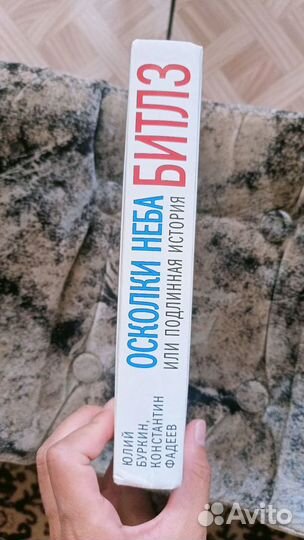 ЮЛИЙ
БУРКИН,
КОНСТАНТИН
ФАДЕЕВ
ОСКОЛКИ НЕБА
ИЛИ ПОДЛИННАЯ ИСТОРИЯ
БИТЛЗ
Avito